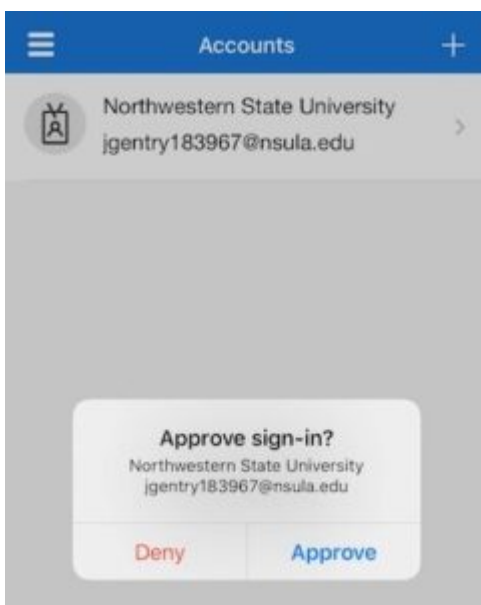 Accounts
Northwestern State University
jgentry183967@nsula.edu
Approve sign-in?
Northwestern State University
jgentry183967@nsula.edu
Deny Approve